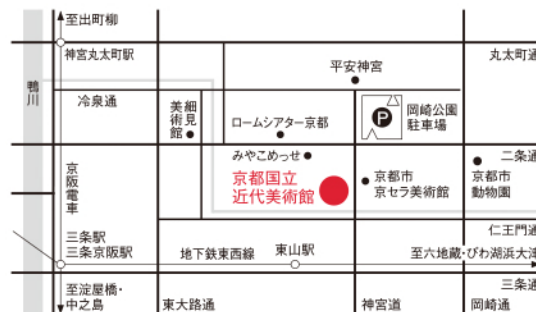 至出町柳
神宮丸太町駅
丸太町通
平安神宮
鴨川
冷泉通
細見
美術館
ロームシアター京都
P
岡崎公園
駐車場
みやこめっせ
二条通
京都国立
近代美術館
京都市
京セラ美術館
京都市
動物園
京阪電車
仁王門通
三条駅
三条京阪駅
地下鉄東西線
東山駅
至六地蔵・びわ湖浜大津
三条通
至淀屋橋・
中之島
東大路通
神宮道
岡崎通